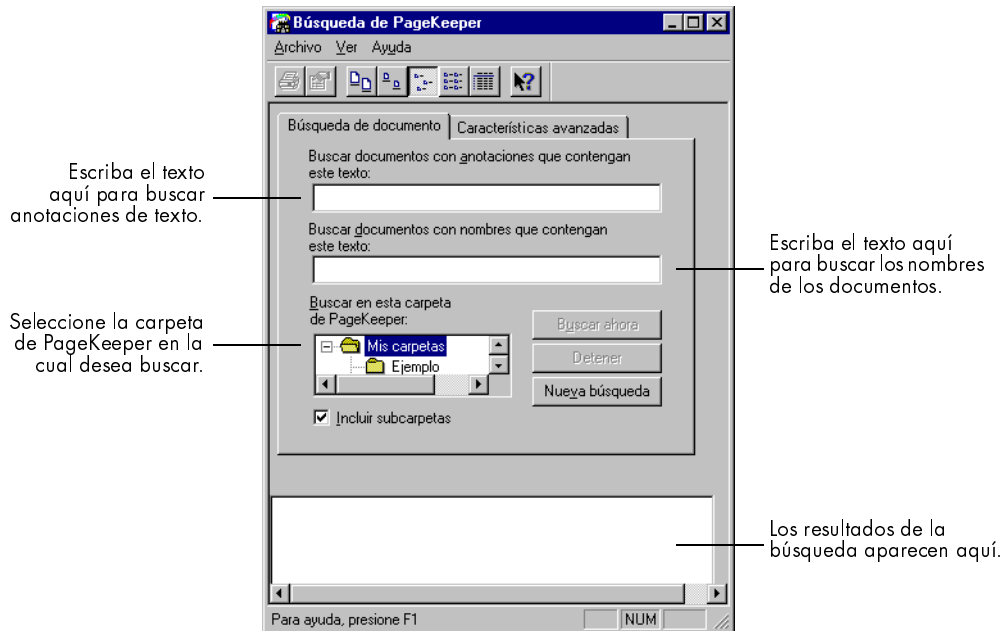 Búsqueda de PageKeeper
Archivo Ver Ayuda
Búsqueda de documento
Características avanzadas
Buscar documentos con anotaciones que contengan
este texto:
Escriba el texto
aquí para buscar
anotaciones de texto.
Buscar documentos con nombres que contengan
este texto:
Escriba el texto aquí
para buscar los nombres
de los documentos.
Buscar en esta carpeta
de PageKeeper:
Seleccione la carpeta
de PageKeeper en la
cual desea buscar.
Mis carpetas
Ejemplo
Buscar ahora
Detener
Nueva búsqueda
Incluir subcarpetas
Los resultados de la
búsqueda aparecen aquí.
Para ayuda, presione F1
NUM